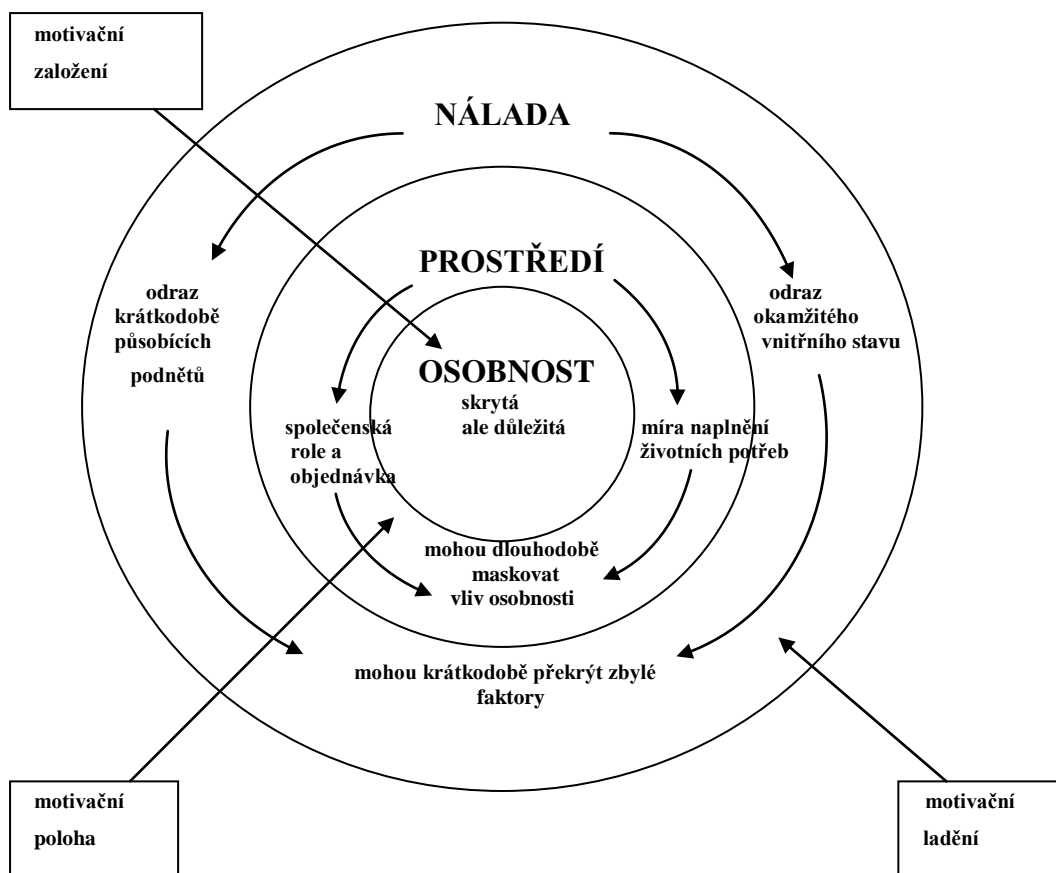 motivační
založení
NÁLADA
PROSTŘEDÍ
odraz
krátkodobě
působících
podnětů
odraz
okamžitého
vnitřního stavu
OSOBNOST
skrytá
ale důležitá
společenská
role a
objednávka
míra naplnění
životních potřeb
mohou dlouhodobě
maskovat
vliv osobnosti
mohou krátkodobě překrýt zbylé
faktory
motivační
poloha
motivační
ladění